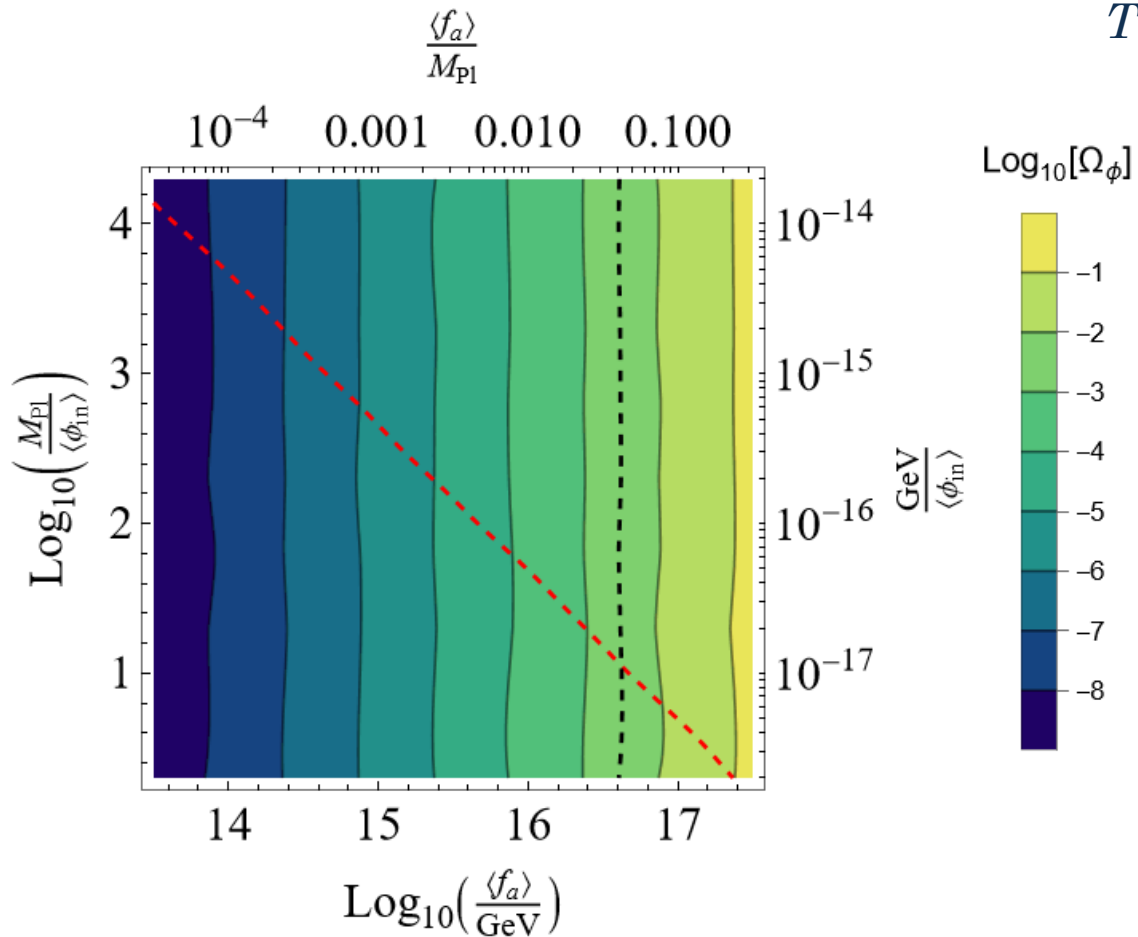 T
⟨f_a⟩/M_Pl
10^−4 0.001 0.010 0.100
Log₁₀[Ω_ϕ]
4 3 2 1
Log₁₀(M_Pl/⟨ϕ_in⟩)
10^−14
10^−15
10^−16
10^−17
GeV/⟨ϕ_in⟩
−1
−2
−3
−4
−5
−6
−7
−8
14 15 16 17
Log₁₀(⟨f_a⟩/GeV)